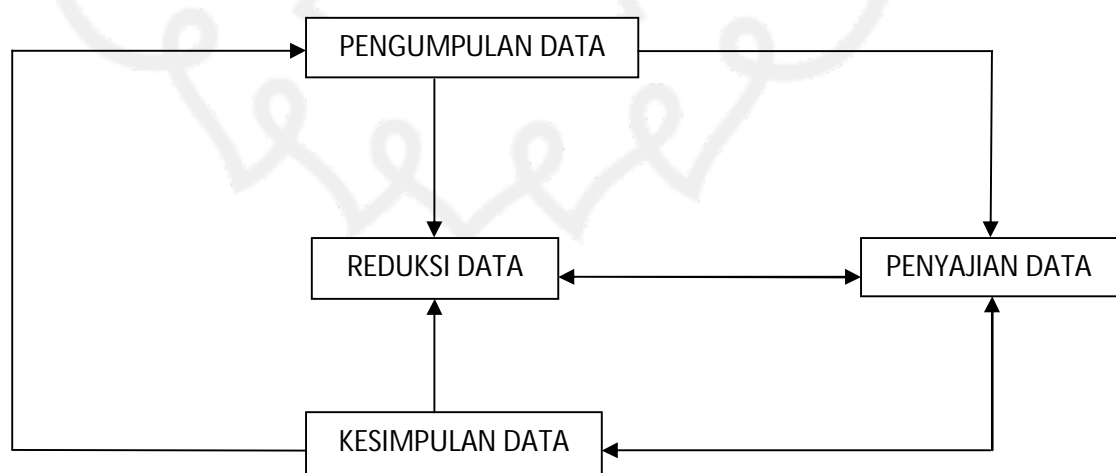 PENGUMPULAN DATA
REDUKSI DATA
PENYAJIAN DATA
KESIMPULAN DATA